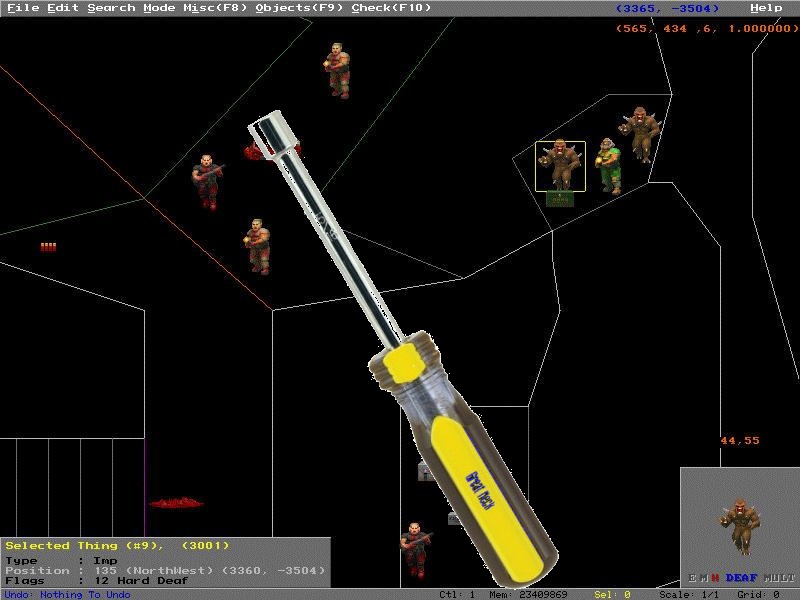 File Edit Search Mode Misc(F8) Objects(F9) Check(F10) (3365, -3504) Help
(565, 434 ,6, 1.000000)
44,55
Great Neck
Selected Thing (#9), (3001)
Type : Imp
Position : 135 (NorthWest) (3360, -3504)
Flags : 12 Hard Deaf
E M H DEAF MULT
Undo: Nothing To Undo Ctl: 1 Mem: 23409869 Sel: 0 Scale: 1/1 Grid: 0